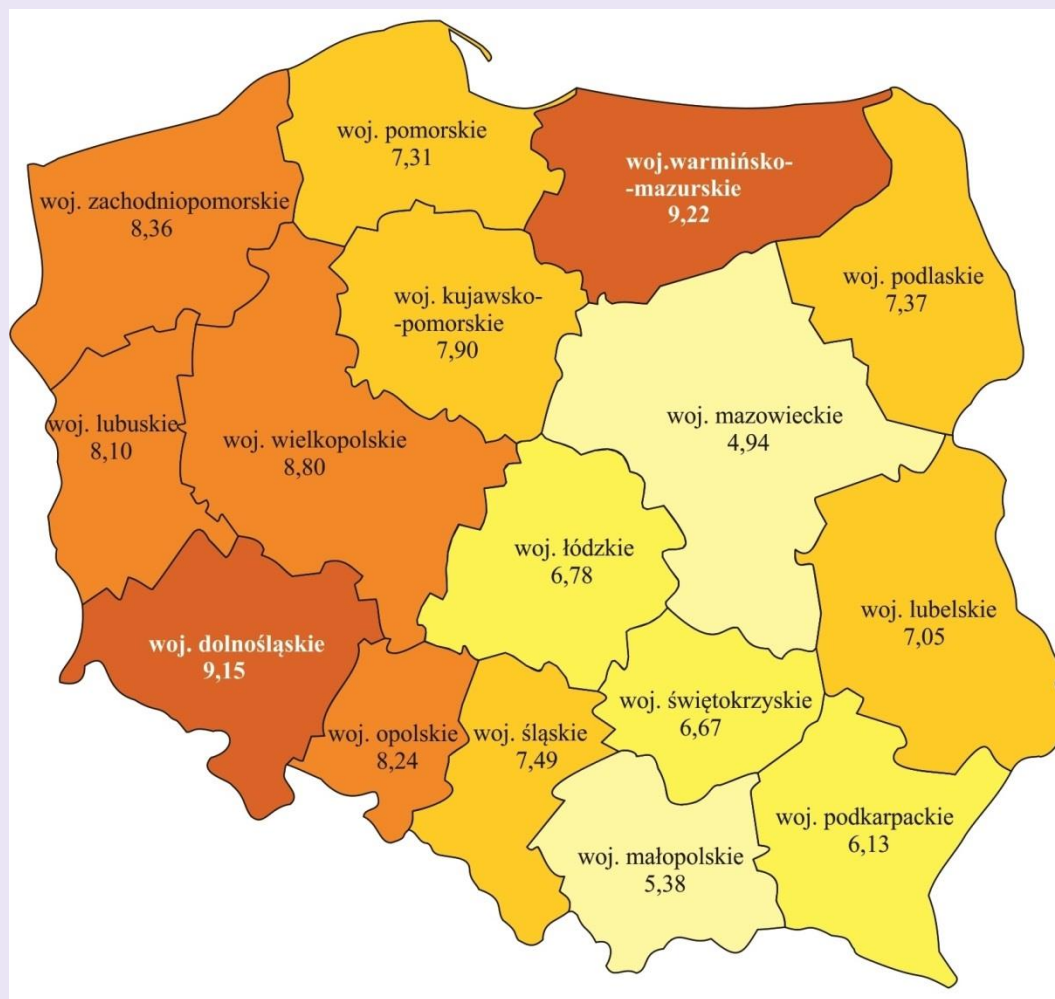 woj. pomorskie
7,31
woj.warmińsko-
-mazurskie
9,22
woj. zachodniopomorskie
8,36
woj. podlaskie
7,37
woj. kujawsko-
-pomorskie
7,90
woj. lubuskie
8,10
woj. wielkopolskie
8,80
woj. mazowieckie
4,94
woj. łódzkie
6,78
woj. lubelskie
7,05
woj. dolnośląskie
9,15
woj. opolskie
8,24
woj. śląskie
7,49
woj. świętokrzyskie
6,67
woj. małopolskie
5,38
woj. podkarpackie
6,13